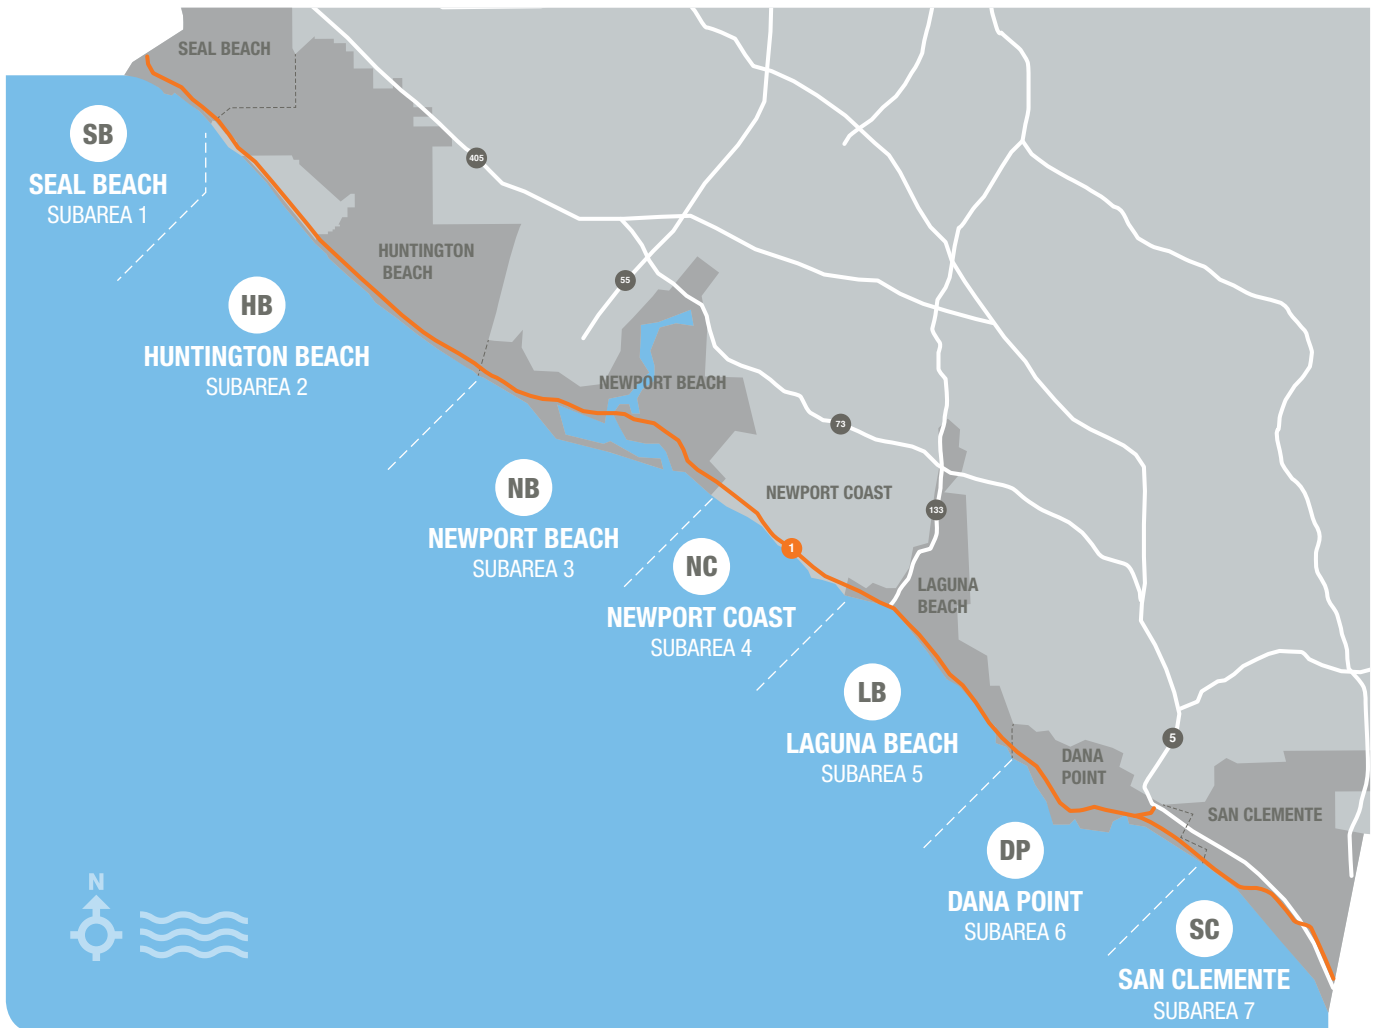 SEAL BEACH
SB
SEAL BEACH
SUBAREA 1
405
HUNTINGTON
BEACH
55
HB
HUNTINGTON BEACH
SUBAREA 2
NEWPORT BEACH
73
NB
NEWPORT BEACH
SUBAREA 3
NEWPORT COAST
133
1
NC
NEWPORT COAST
SUBAREA 4
LAGUNA
BEACH
LB
LAGUNA BEACH
SUBAREA 5
5
DANA
POINT
SAN CLEMENTE
DP
DANA POINT
SUBAREA 6
N
SC
SAN CLEMENTE
SUBAREA 7